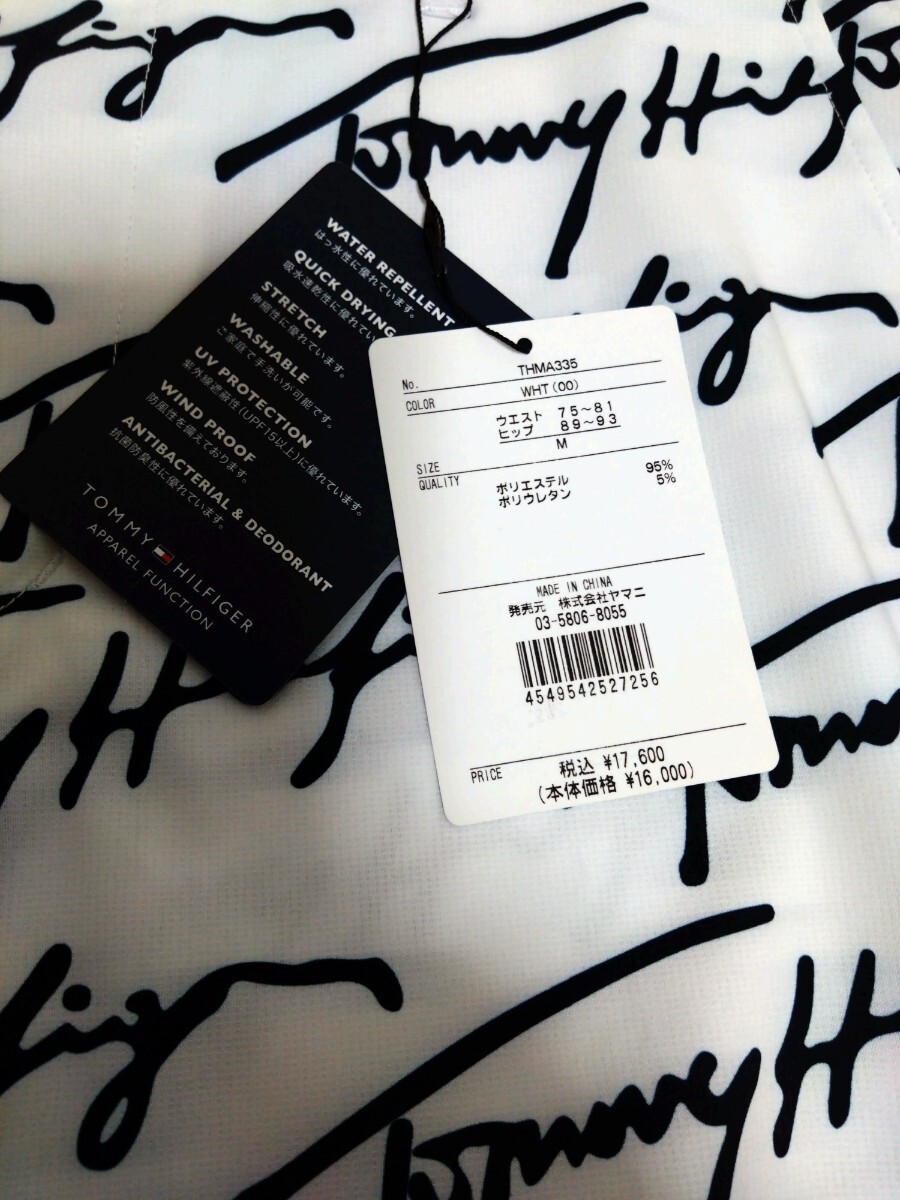 Tommy Hilf
WATER REPELLENT
はっ水性に優れています。
QUICK DRYING
吸水速乾性に優れてい
STRETCH
伸縮性に優れています。
WASHABLE
ご家庭で手洗いが可能です。
UV PROTECTION
紫外線遮蔽性(UPF15以上)に優れています。
WIND PROOF
防風性を備えております。
ANTIBACTERIAL & DEODORANT
抗菌防臭性に優れています。
TOMMY HILFIGER
APPAREL FUNCTION
No. THMA335
COLOR WHT(00)
ウエスト 75~81
ヒップ 89~93
SIZE M
QUALITY ポリエステル 95%
ポリウレタン 5%
MADE IN CHINA
発売元 株式会社ヤマニ
03-5806-8055
4549542527256
PRICE 税込 ¥17,600
(本体価格 ¥16,000)
Tommy H